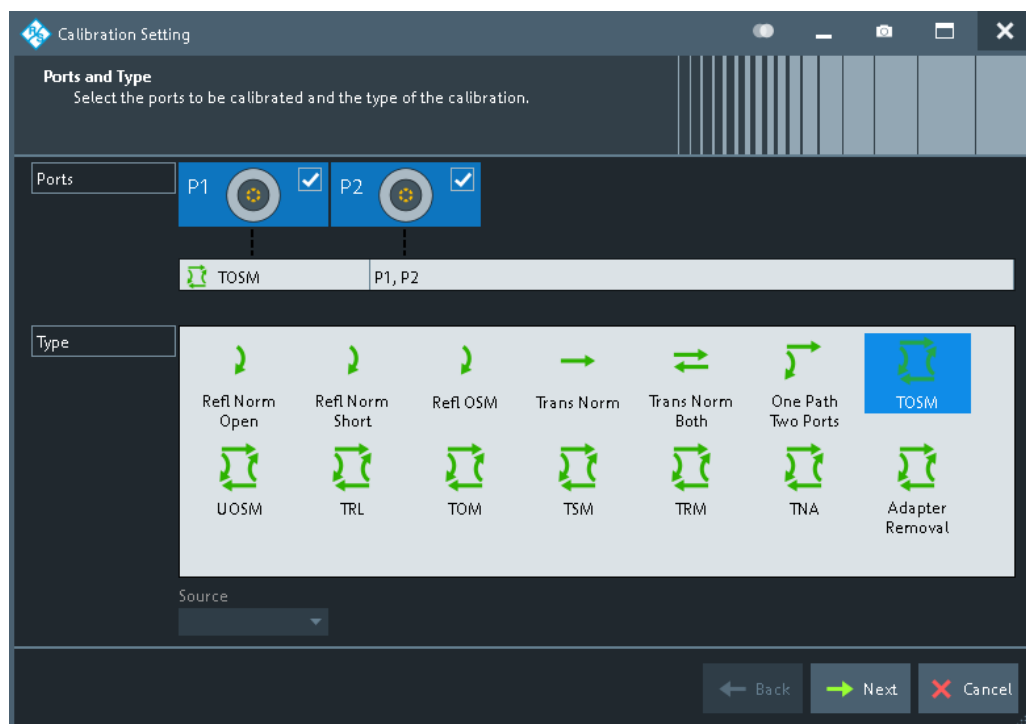 R/S Calibration Setting
Ports and Type
Select the ports to be calibrated and the type of the calibration.
Ports
P1
P2
TOSM P1, P2
Type
Refl Norm Open
Refl Norm Short
Refl OSM
Trans Norm
Trans Norm Both
One Path Two Ports
TOSM
UOSM
TRL
TOM
TSM
TRM
TNA
Adapter Removal
Source
Back
Next
Cancel